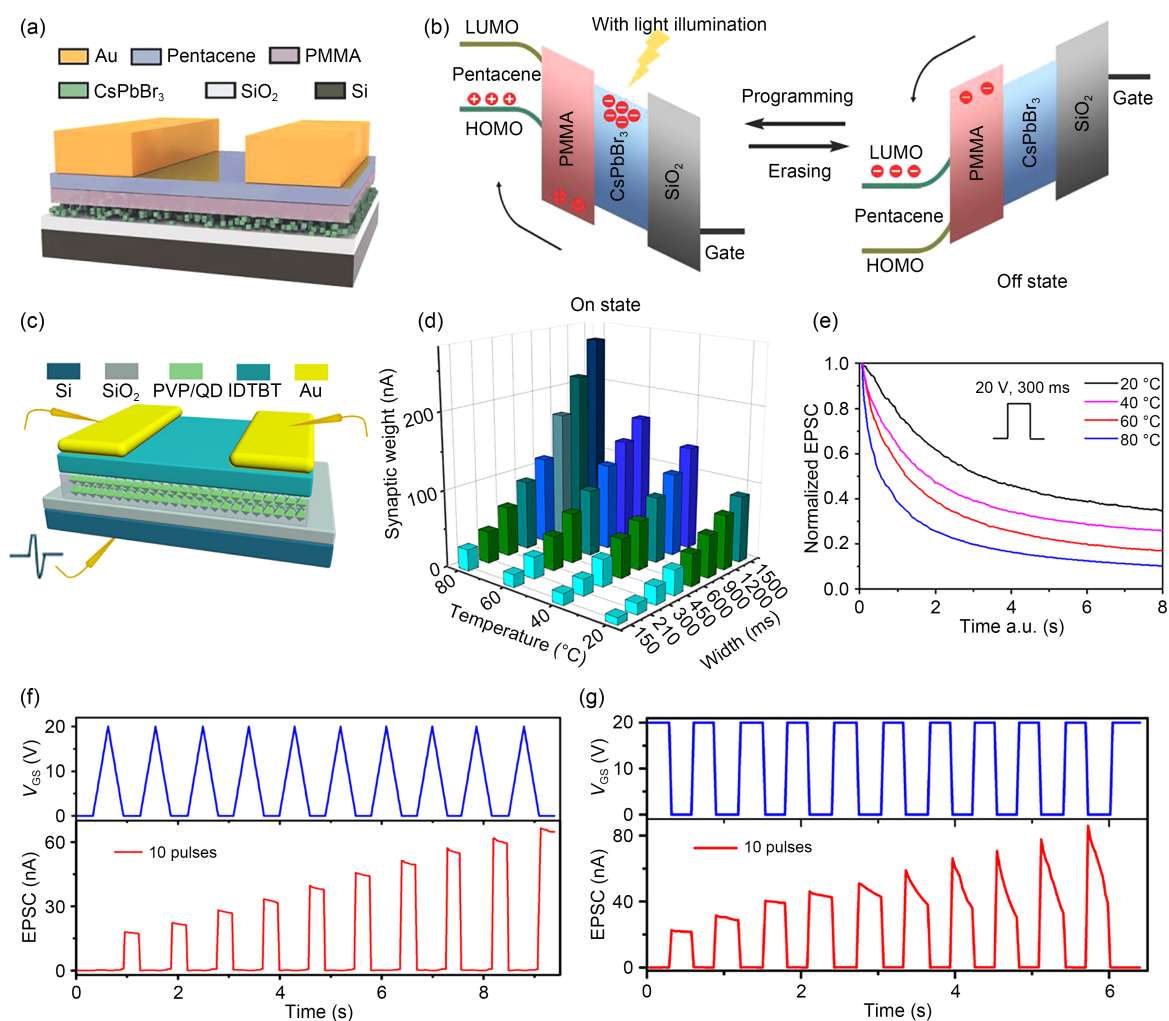 (a)
Au Pentacene PMMA
CsPbBr3 SiO2 Si
(b)
With light illumination
LUMO
Pentacene
HOMO
PMMA
CsPbBr3
SiO2
Gate
On state
Programming
Erasing
LUMO
Pentacene
HOMO
PMMA
CsPbBr3
SiO2
Gate
Off state
(c)
Si SiO2 PVP/QD IDTBT Au
(d)
Synaptic weight (nA)
200
100
0
80
60
40
20
Temperature (°C)
150
210
300
450
600
900
1200
1500
Width (ms)
(e)
Normalized EPSC
1.0
0.8
0.6
0.4
0.2
0.0
0 2 4 6 8
Time a.u. (s)
20 V, 300 ms
20 °C
40 °C
60 °C
80 °C
(f)
VGS (V)
20
10
0
EPSC (nA)
60
30
0
10 pulses
0 2 4 6 8
Time (s)
(g)
VGS (V)
20
10
0
EPSC (nA)
80
40
0
10 pulses
0 2 4 6
Time (s)